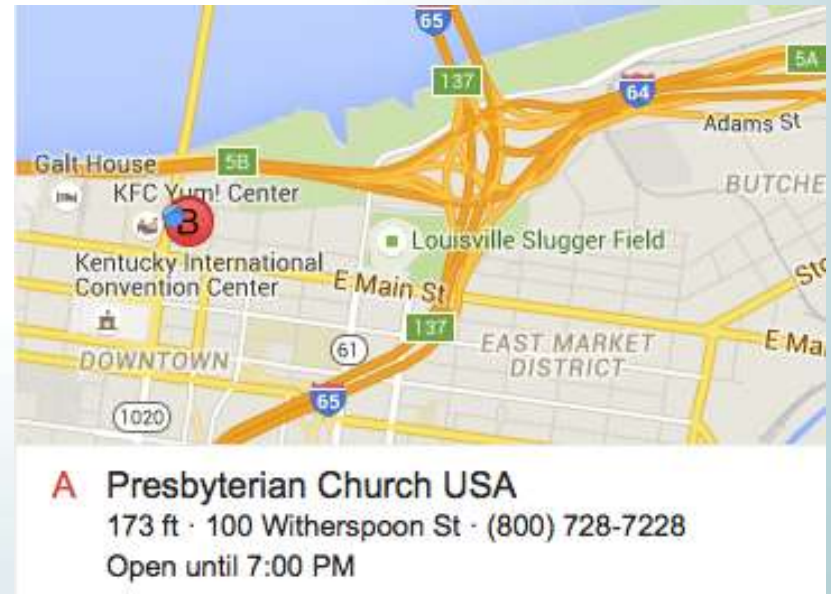 65
137
5A
64
Adams St
Galt House
5B
BUTCHE
KFC Yum! Center
B
Louisville Slugger Field
Kentucky International
Convention Center
E Main St
Sto
137
E Mai
61
EAST MARKET
DISTRICT
DOWNTOWN
65
1020
A Presbyterian Church USA
173 ft · 100 Witherspoon St · (800) 728-7228
Open until 7:00 PM